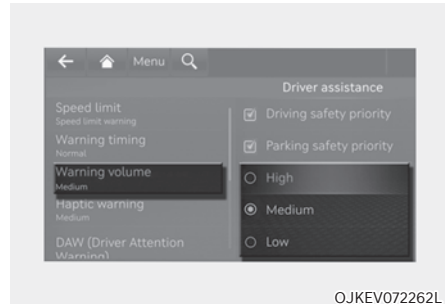 Menu
Driver assistance
Speed limit
Speed limit warning
Warning timing
Normal
Warning volume
Medium
Haptic warning
Medium
DAW (Driver Attention
Warning)
Driving safety priority
Parking safety priority
High
Medium
Low
OJKEV072262L